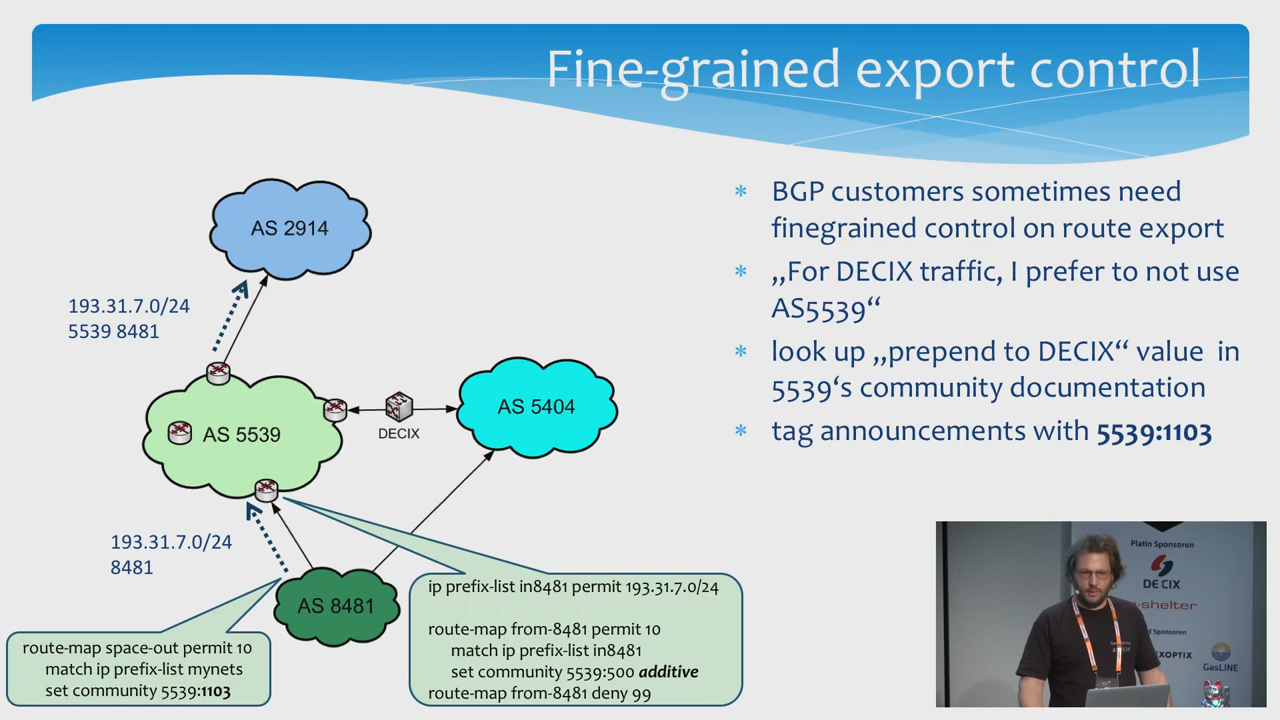 Fine-grained export control
AS 2914
193.31.7.0/24
5539 8481
AS 5539
DECIX
AS 5404
193.31.7.0/24
8481
AS 8481
route-map space-out permit 10
match ip prefix-list mynets
set community 5539:1103
ip prefix-list in8481 permit 193.31.7.0/24
route-map from-8481 permit 10
match ip prefix-list in8481
set community 5539:500 additive
route-map from-8481 deny 99
* BGP customers sometimes need
finegrained control on route export
* „For DECIX traffic, I prefer to not use
AS5539“
* look up „prepend to DECIX“ value in
5539‘s community documentation
* tag announcements with 5539:1103
Platin Sponsoren
DE CIX
-shelter
Sponsoren
EXOPTIX
GasLINE